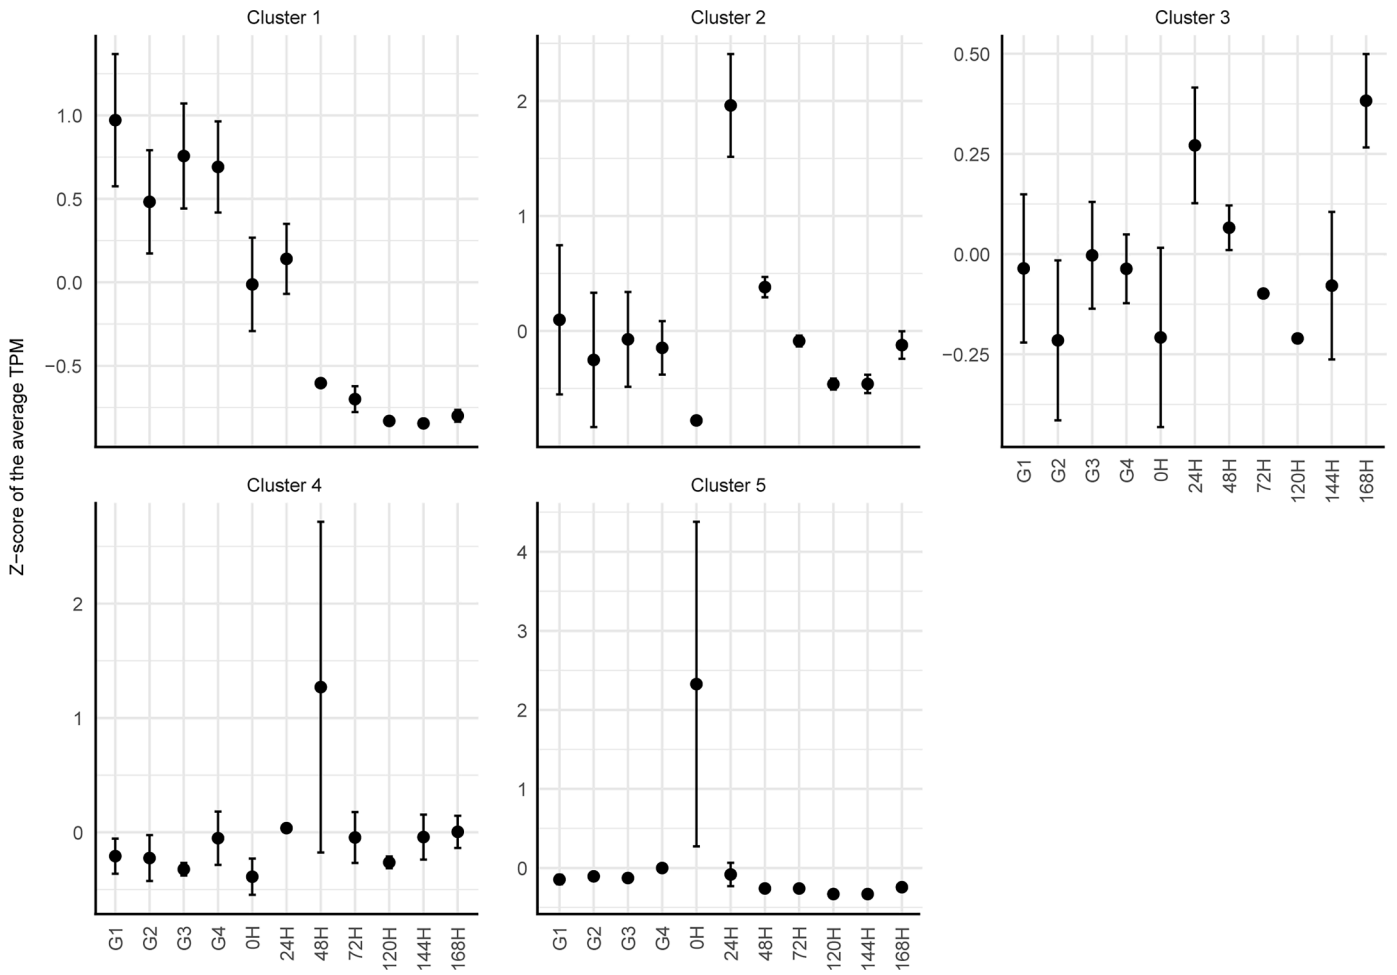 Cluster 1
Cluster 2
Cluster 3
Z−score of the average TPM
1.0
0.5
0.0
−0.5
2
1
0
0.50
0.25
0.00
−0.25
G1 G2 G3 G4 0H 24H 48H 72H 120H 144H 168H
Cluster 4
Cluster 5
2
1
0
4
3
2
1
0
G1 G2 G3 G4 0H 24H 48H 72H 120H 144H 168H
G1 G2 G3 G4 0H 24H 48H 72H 120H 144H 168H